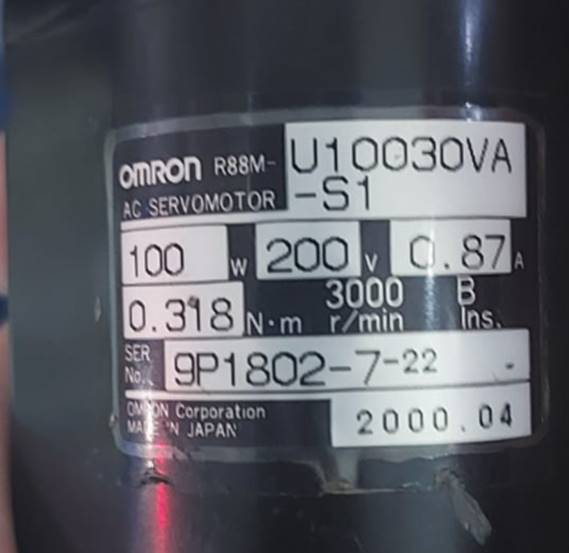 OMRON R88M-U10030VA
AC SERVOMOTOR -S1
100 W 200 V 0.87 A
0.318 N·m 3000 r/min B Ins.
SER No. 9P1802-7-22
OMRON Corporation
MADE IN JAPAN 2000.04